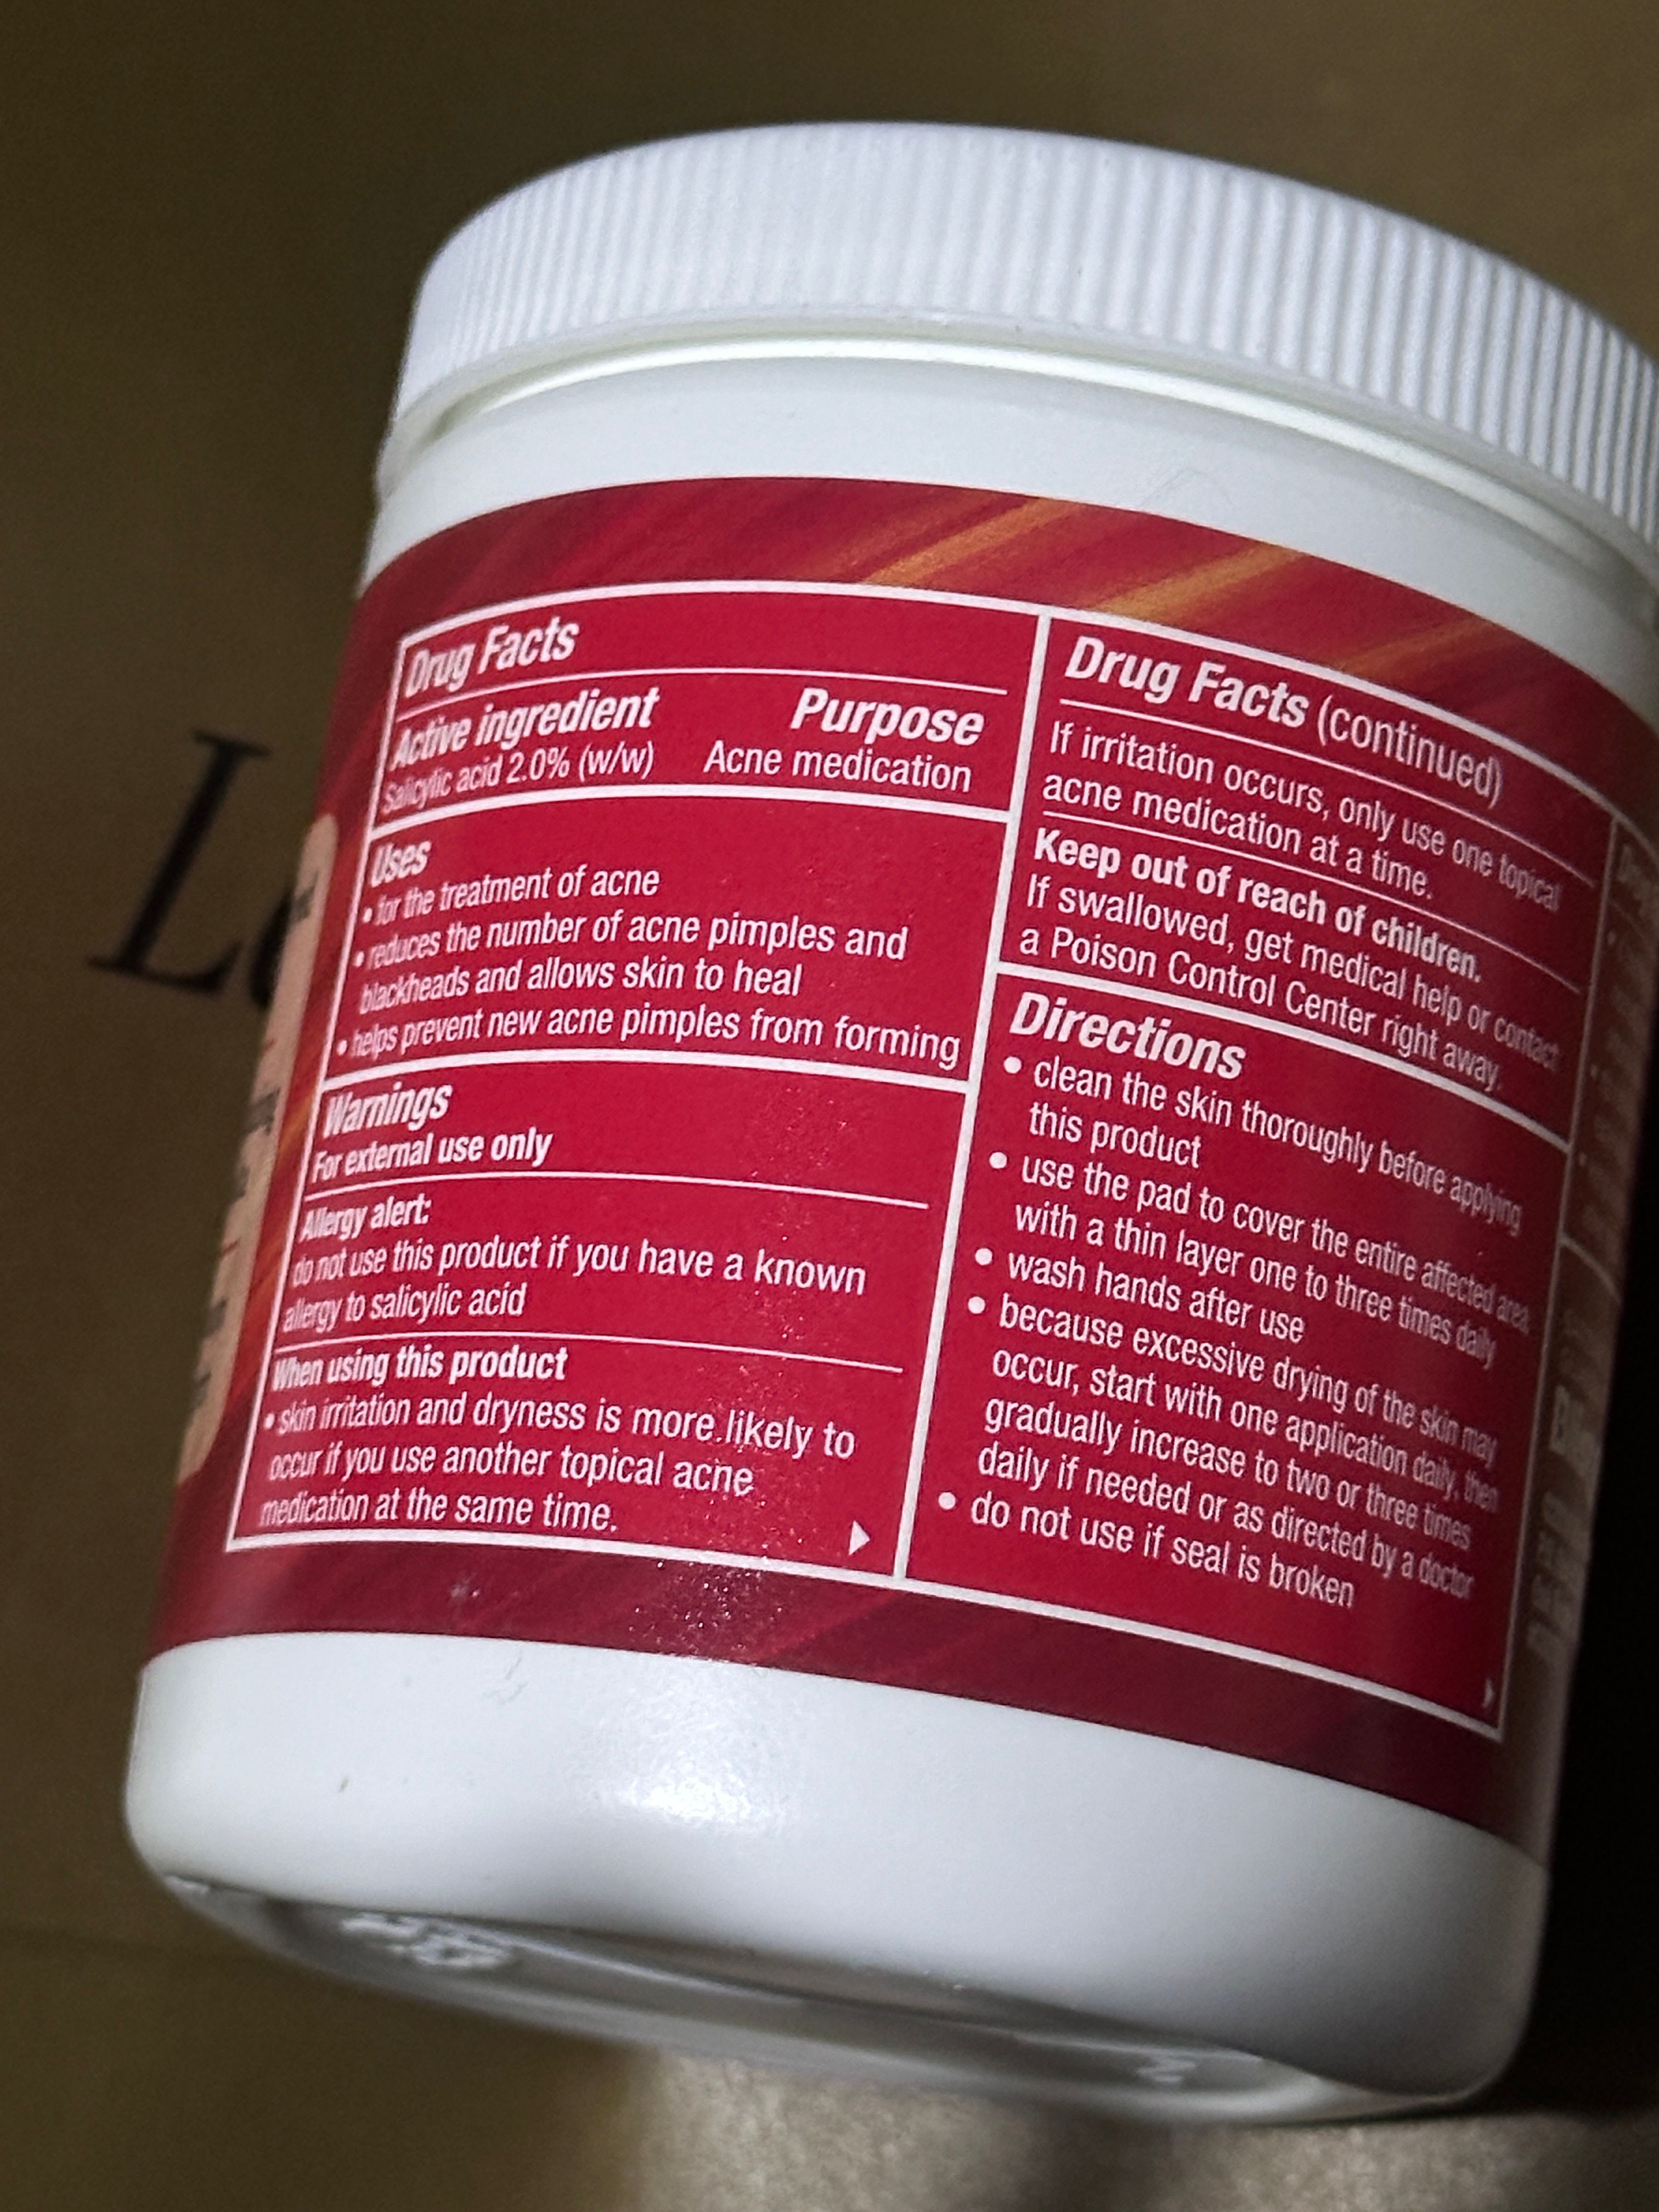 Drug Facts
Active ingredient Purpose
Salicylic acid 2.0% (w/w) Acne medication
Uses
• for the treatment of acne
• reduces the number of acne pimples and
blackheads and allows skin to heal
• helps prevent new acne pimples from forming
Warnings
For external use only
Allergy alert:
do not use this product if you have a known
allergy to salicylic acid
When using this product
• skin irritation and dryness is more likely to
occur if you use another topical acne
medication at the same time.
Drug Facts (continued)
If irritation occurs, only use one topical
acne medication at a time.
Keep out of reach of children.
If swallowed, get medical help or contact
a Poison Control Center right away.
Directions
• clean the skin thoroughly before applying
this product
• use the pad to cover the entire affected area
with a thin layer one to three times daily
• wash hands after use
• because excessive drying of the skin may
occur, start with one application daily, then
gradually increase to two or three times
daily if needed or as directed by a doctor
• do not use if seal is broken